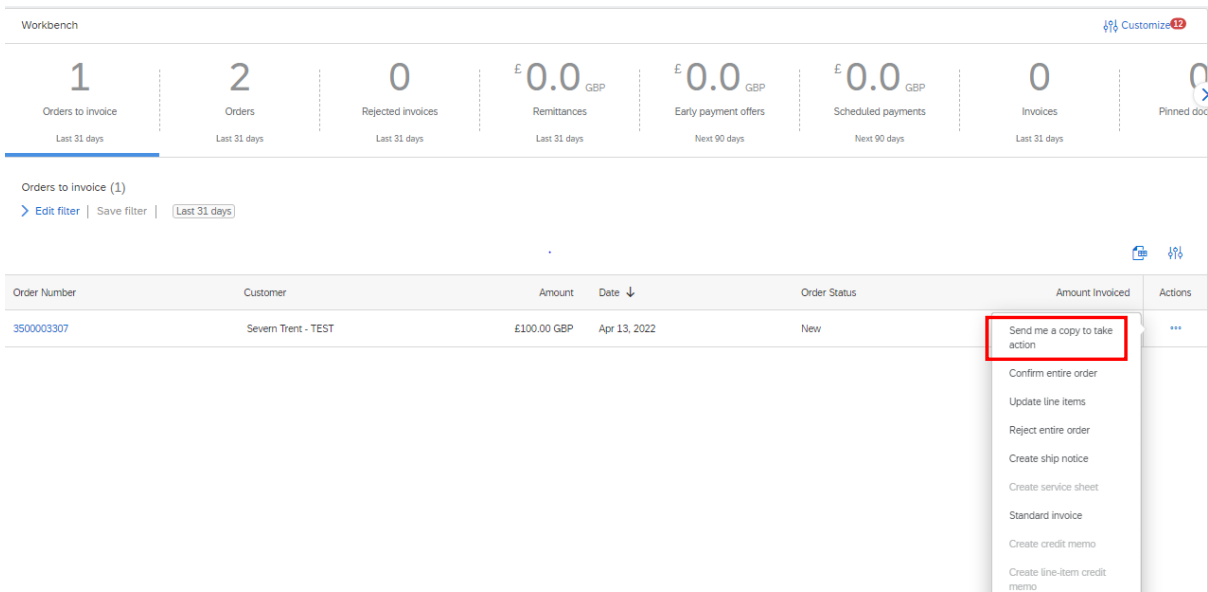 Workbench
Customize 12
1
2
0
£ 0.0 GBP
£ 0.0 GBP
£ 0.0 GBP
0
0
Orders to invoice
Orders
Rejected invoices
Remittances
Early payment offers
Scheduled payments
Invoices
Pinned doc
Last 31 days
Last 31 days
Last 31 days
Last 31 days
Next 90 days
Next 90 days
Last 31 days
Orders to invoice (1)
Edit filter | Save filter | Last 31 days
Order Number Customer Amount Date ↓ Order Status Amount Invoiced Actions
3500003307 Severn Trent - TEST £100.00 GBP Apr 13, 2022 New
Send me a copy to take
action
Confirm entire order
Update line items
Reject entire order
Create ship notice
Create service sheet
Standard invoice
Create credit memo
Create line-item credit
memo